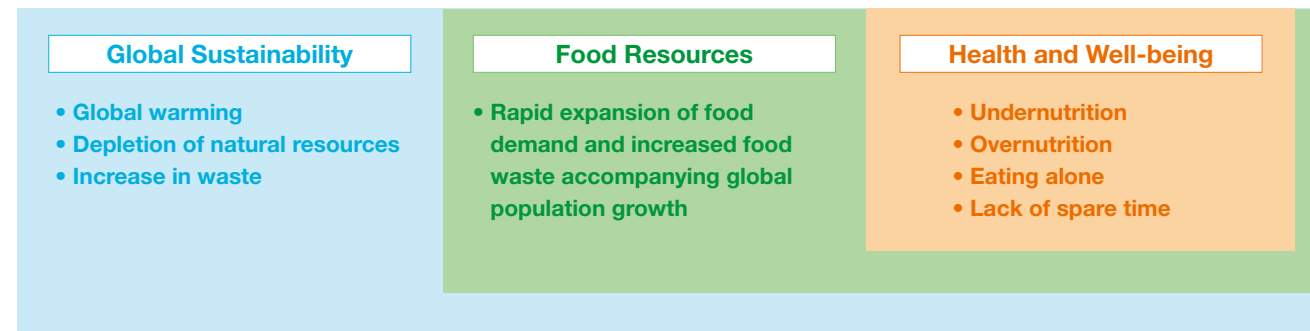 Global Sustainability
• Global warming
• Depletion of natural resources
• Increase in waste
Food Resources
• Rapid expansion of food
demand and increased food
waste accompanying global
population growth
Health and Well-being
• Undernutrition
• Overnutrition
• Eating alone
• Lack of spare time